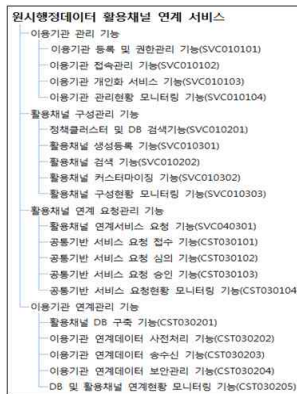 원시행정데이터 활용채널 연계 서비스
이용기관 관리 기능
이용기관 등록 및 권한관리 기능(SVC010101)
이용기관 접속관리 기능(SVC010102)
이용기관 개인화 서비스 기능(SVC010103)
이용기관 관리현황 모니터링 기능(SVC010104)
활용채널 구성관리 기능
정책클러스터 및 DB 검색기능(SVC010201)
활용채널 생성등록 기능(SVC010301)
활용채널 검색 기능(SVC010202)
활용채널 커스터마이징 기능(SVC010302)
활용채널 구성현황 모니터링 기능(SVC010303)
활용채널 연계 요청관리 기능
활용채널 연계서비스 요청 기능(SVC040301)
공통기반 서비스 요청 접수 기능(CST030101)
공통기반 서비스 요청 심의 기능(CST030102)
공통기반 서비스 요청 승인 기능(CST030103)
공통기반 서비스 요청현황 모니터링 기능(CST030104
이용기관 연계관리 기능
활용채널 DB 구축 기능(CST030201)
이용기관 연계데이터 사전처리 기능(CST030202)
이용기관 연계데이터 송수신 기능(CST030203)
이용기관 연계데이터 보안관리 기능(CST030204)
DB 및 활용채널 연계현황 모니터링 기능(CST030205)